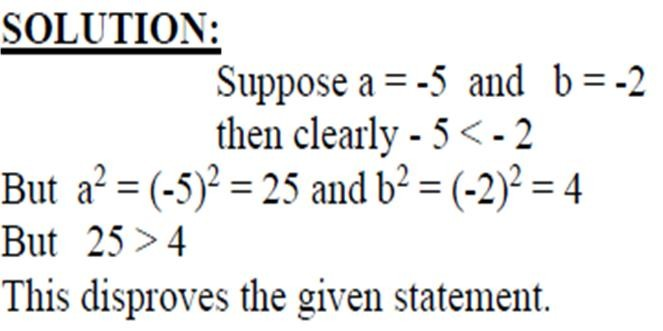 SOLUTION:
Suppose a = -5 and b = -2
then clearly - 5 < - 2
But a² = (-5)² = 25 and b² = (-2)² = 4
But 25 > 4
This disproves the given statement.